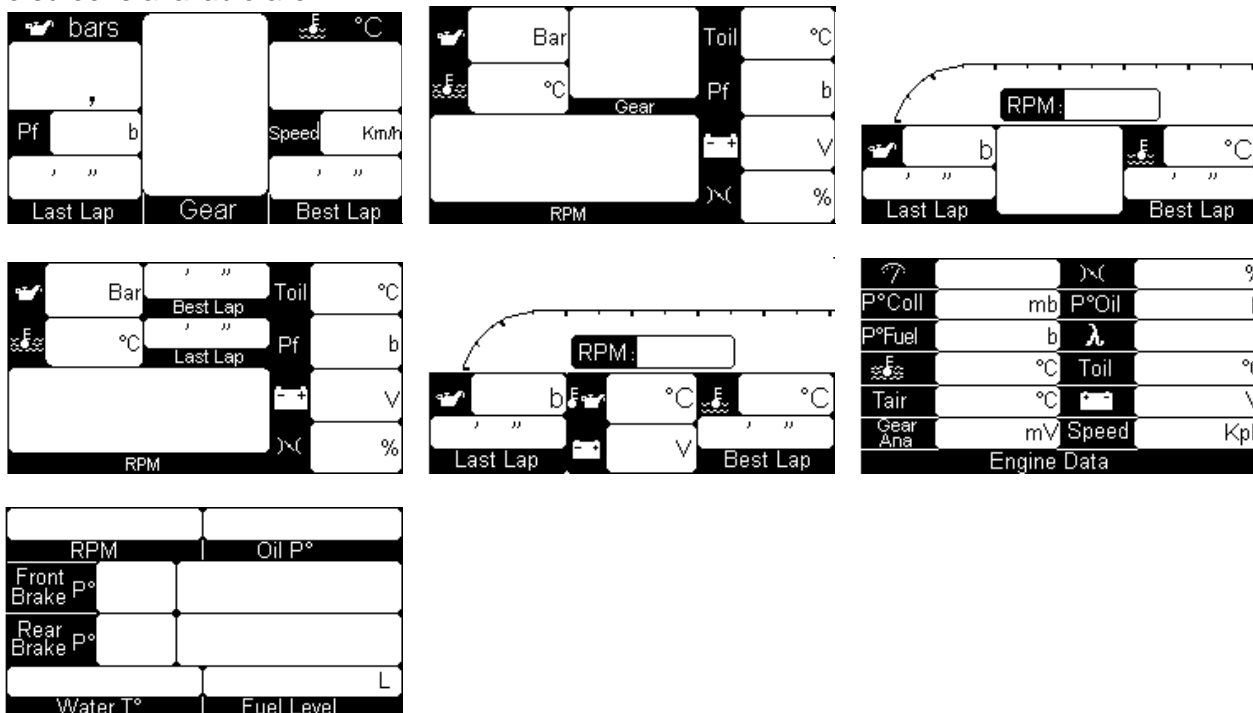 bars °C
,
Pf b Speed Km/h
' " ' "
Last Lap Gear Best Lap
Bar Toil °C
°C Gear Pf b
V
RPM %
RPM:
b °C
' " ' "
Last Lap Best Lap
' "
Bar Best Lap Toil °C
' "
°C Last Lap Pf b
V
RPM %
RPM:
b °C °C
' " V ' "
Last Lap Best Lap
%
P°Coll mb P°Oil
P°Fuel b λ
°C Toil
Tair °C
Gear Ana mV Speed
Engine Data
RPM Oil P°
Front
Brake P°
Rear
Brake P°
L
Water T° Fuel Level